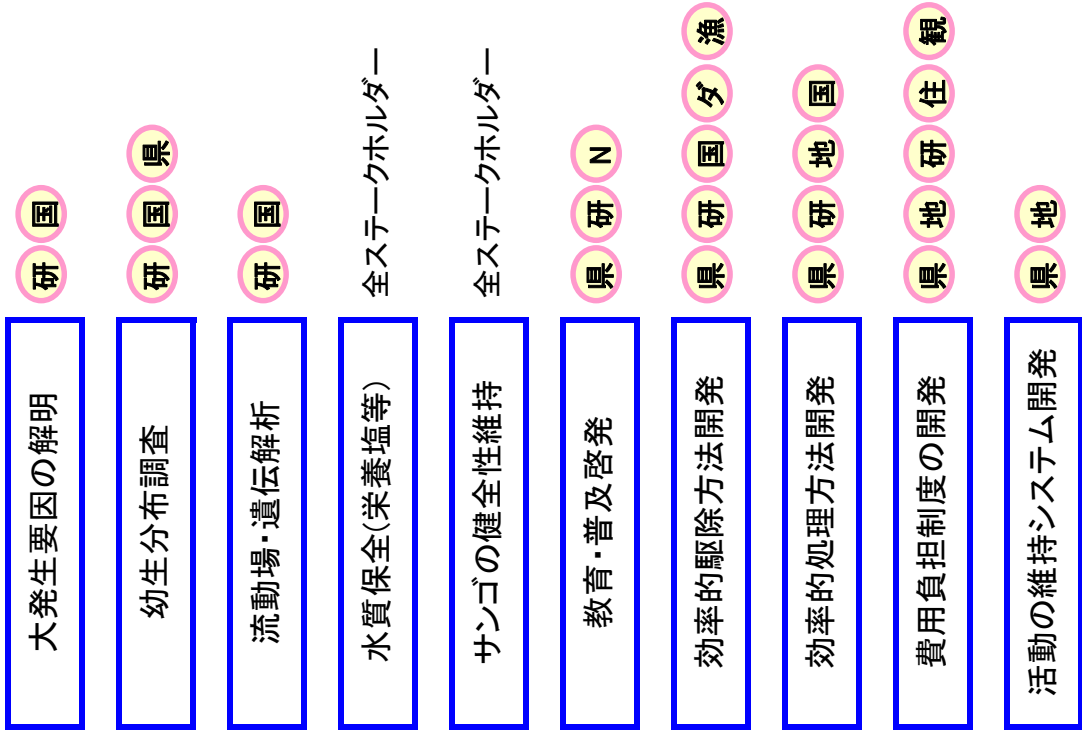 大発生要因の解明 研 国
幼生分布調査 研 国 県
流動場・遺伝解析 研 国
水質保全(栄養塩等) 全ステークホルダー
サンゴの健全性維持 全ステークホルダー
教育・普及啓発 県 研 N
効率的駆除方法開発 県 研 国 ダ 漁
効率的処理方法開発 県 研 地 国
費用負担制度の開発 県 地 研 住 観
活動の維持システム開発 県 地